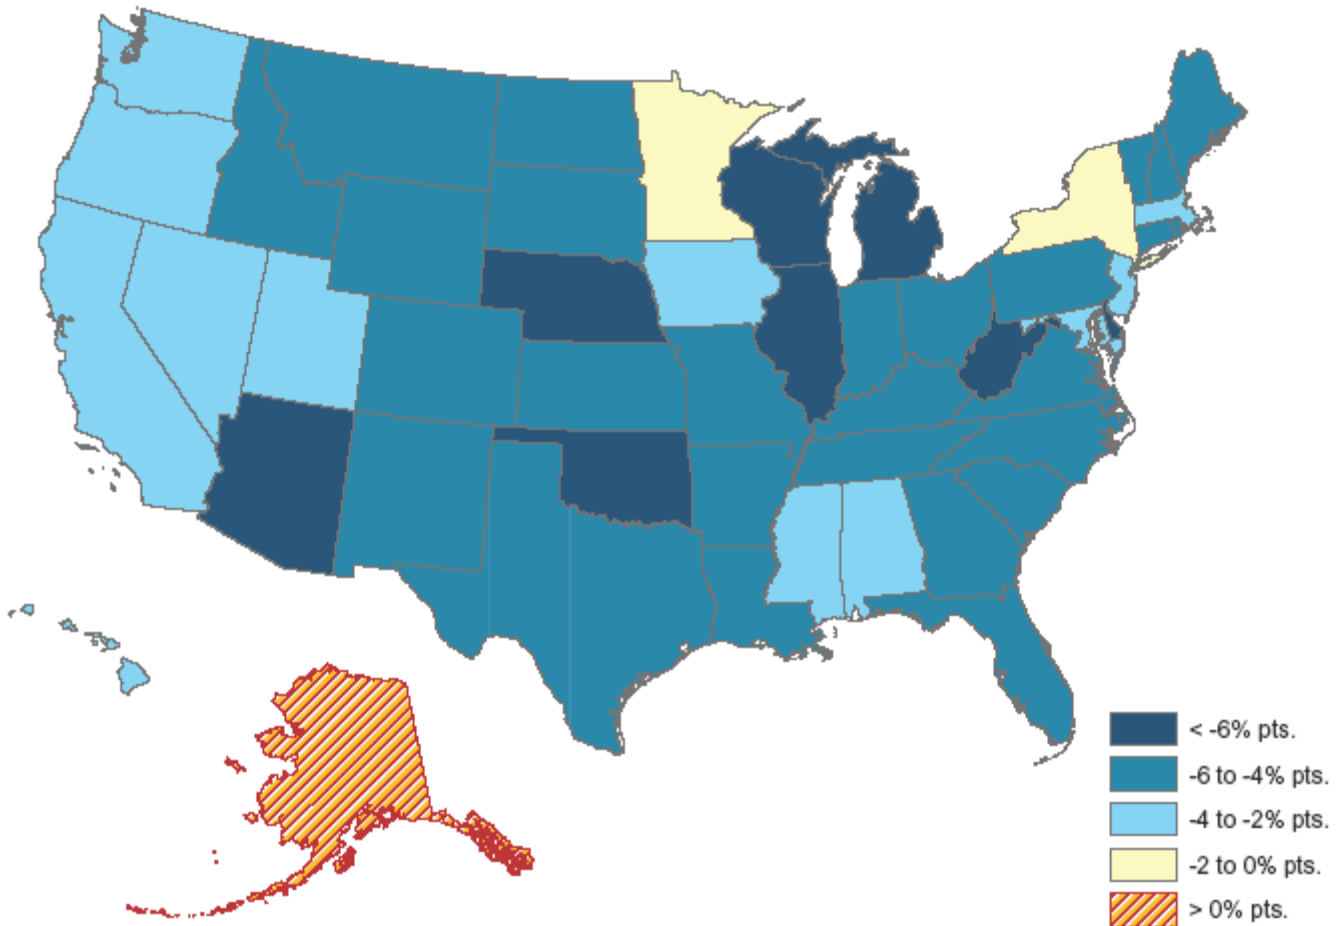 < -6% pts.
-6 to -4% pts.
-4 to -2% pts.
-2 to 0% pts.
> 0% pts.